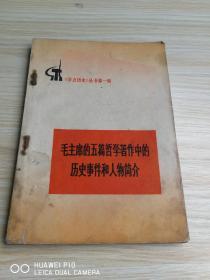 《学点历史》丛书第一辑
毛主席的五篇哲学著作中的
历史事件和人物简介
HUAWEI P10
LEICA DUAL CAMERA